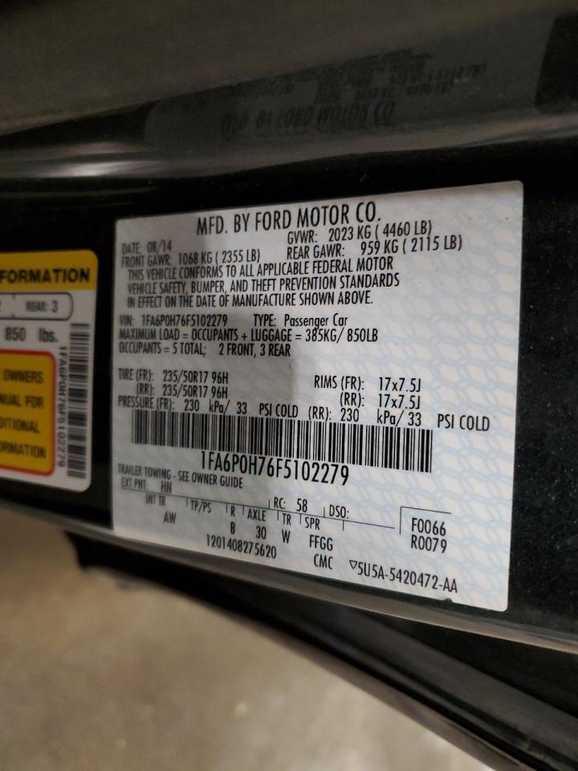 MFD. BY FORD MOTOR CO.
DATE: 08/14 GVWR: 2023 KG ( 4460 LB)
FRONT GAWR: 1068 KG ( 2355 LB) REAR GAWR: 959 KG ( 2115 LB)
THIS VEHICLE CONFORMS TO ALL APPLICABLE FEDERAL MOTOR
VEHICLE SAFETY, BUMPER, AND THEFT PREVENTION STANDARDS
IN EFFECT ON THE DATE OF MANUFACTURE SHOWN ABOVE.
VIN: 1FA6P0H76F5102279 TYPE: Passenger Car
MAXIMUM LOAD = OCCUPANTS + LUGGAGE = 385KG/ 850LB
OCCUPANTS = 5 TOTAL; 2 FRONT, 3 REAR
TIRE (FR): 235/50R17 96H RIMS (FR): 17x7.5J
(RR): 235/50R17 96H (RR): 17x7.5J
PRESSURE (FR): 230 kPa/ 33 PSI COLD (RR): 230 kPa/ 33 PSI COLD
1FA6P0H76F5102279
TRAILER TOWING - SEE OWNER GUIDE
EXT PNT: HN RC: 58 DSO:
INT TR TP/PS R AXLE TR SPR F0066
AW B 30 W FFGG R0079
1201408275620 CMC ▽5U5A-5420472-AA
FORMATION
REAR: 3
850 lbs.
OWNERS
FORMATION
1FA6P0H76F5102279